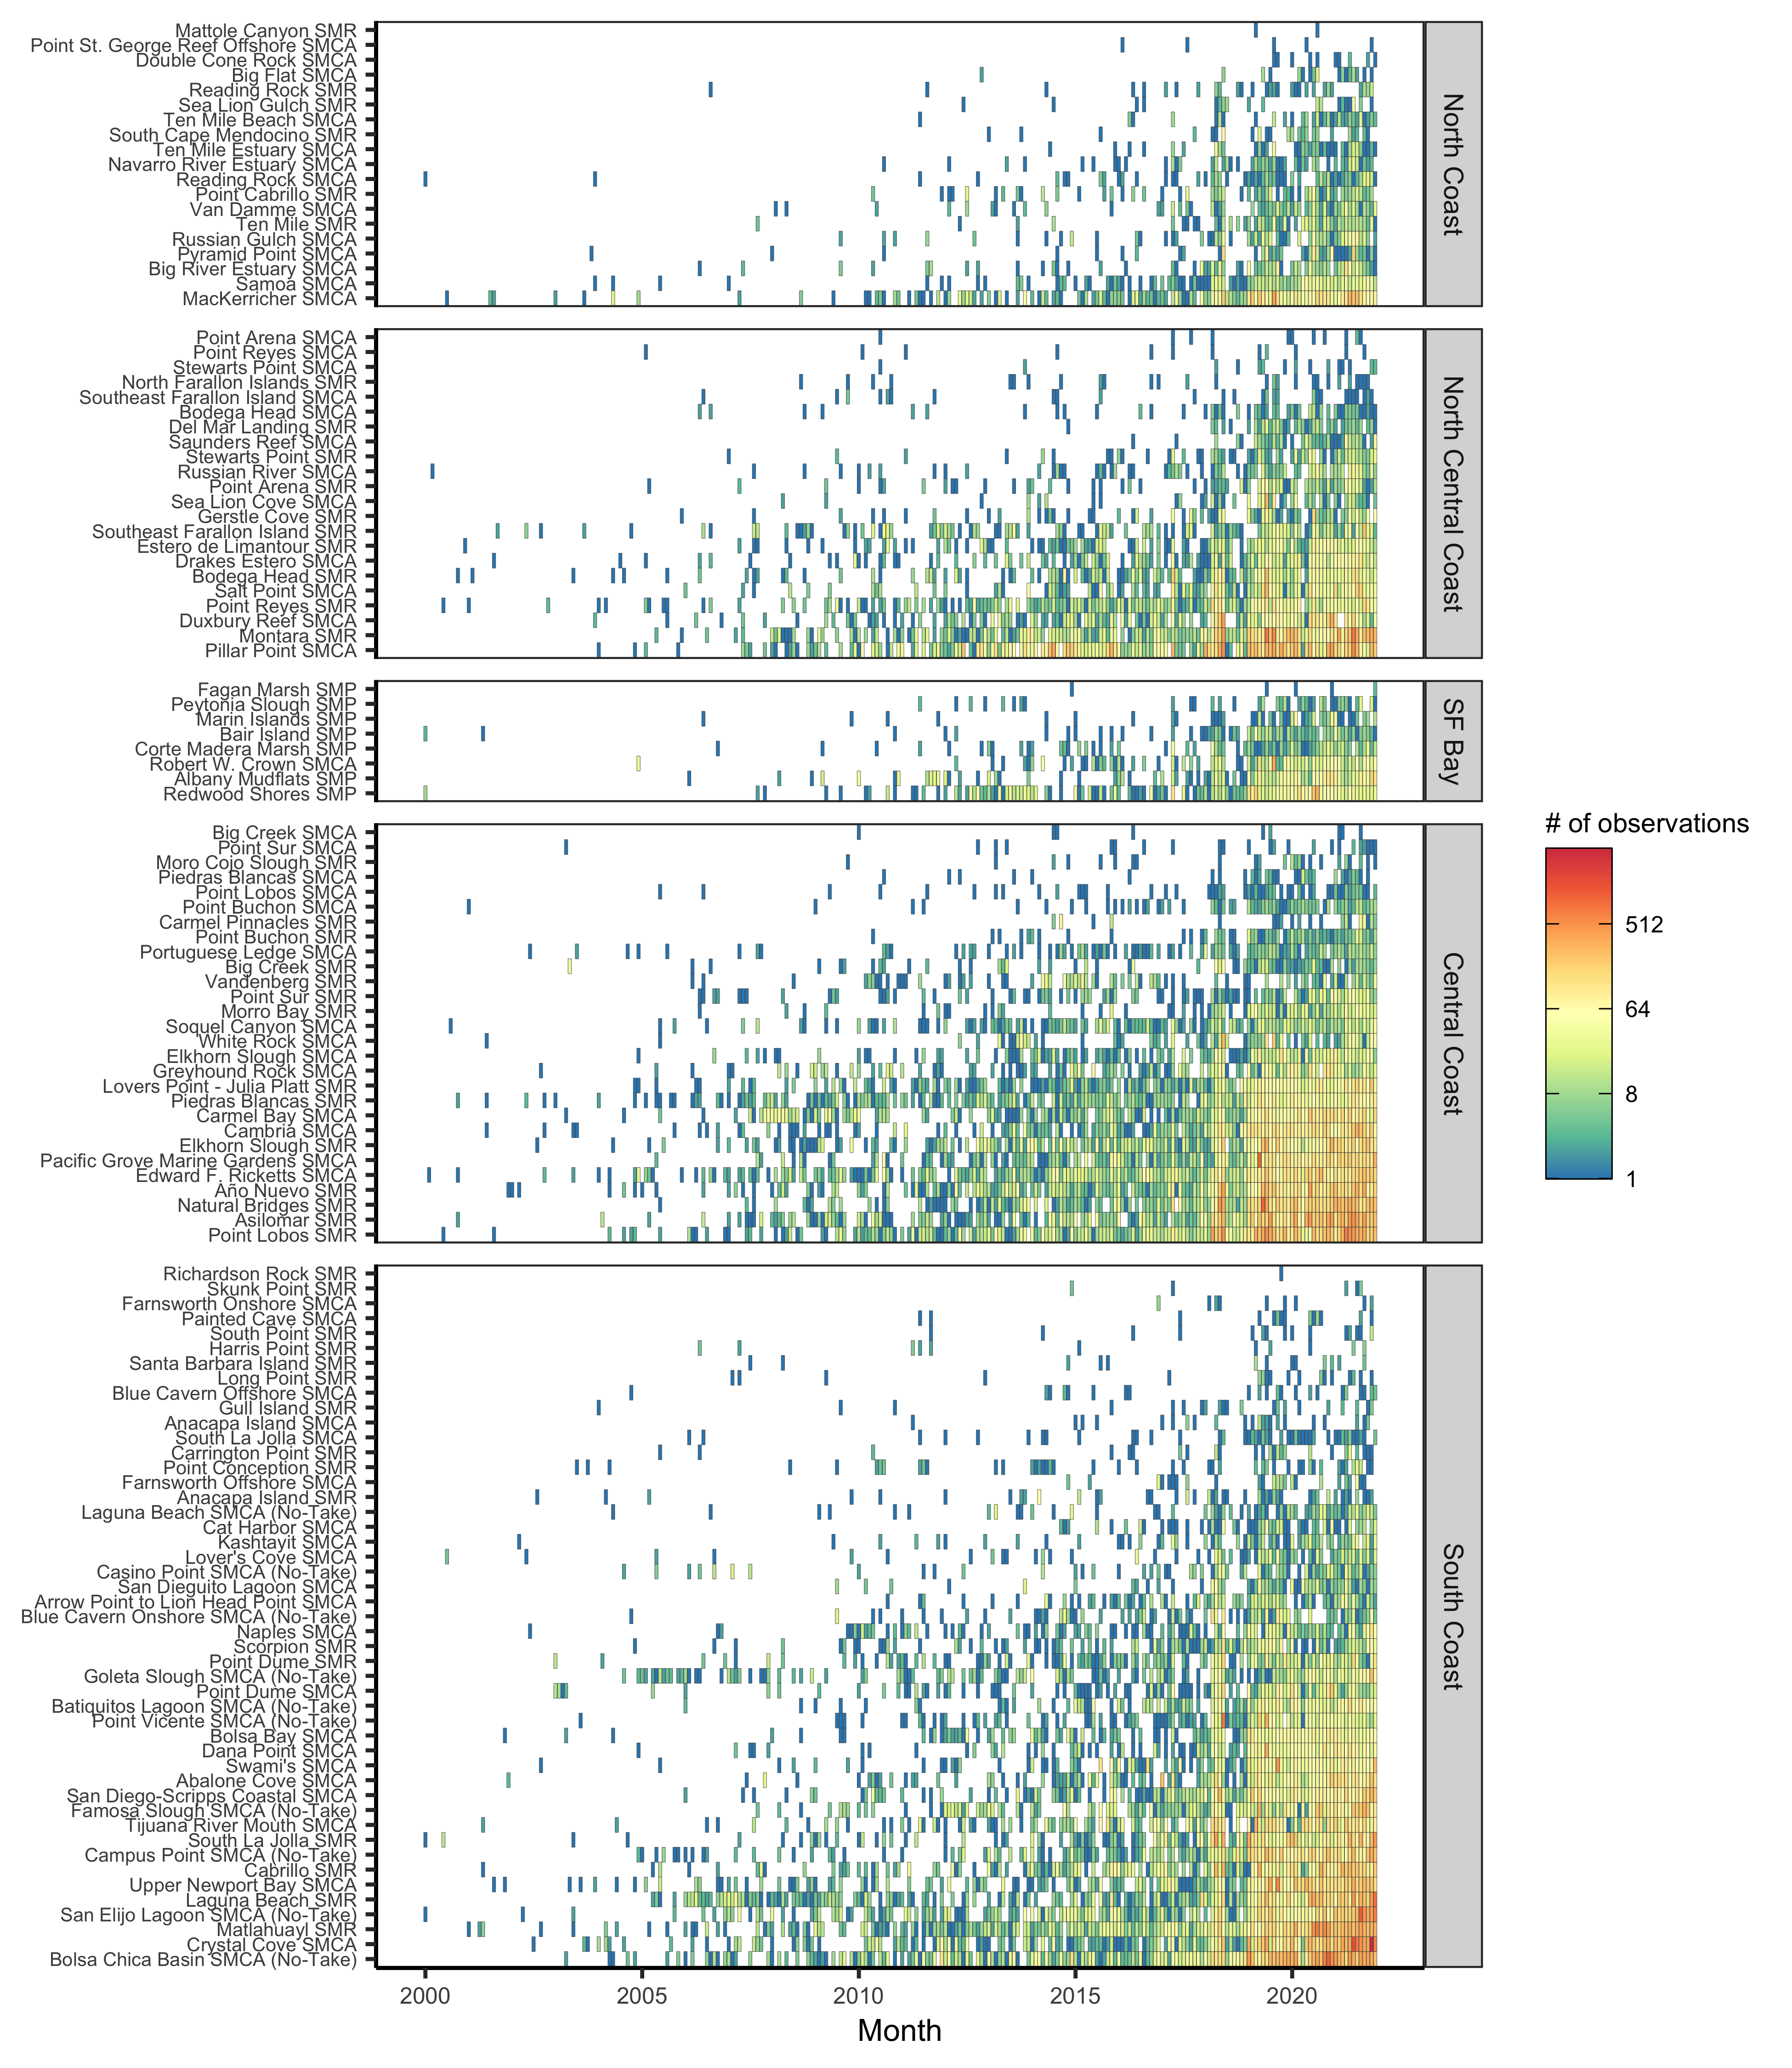 Mattole Canyon SMR
Point St. George Reef Offshore SMCA
Double Cone Rock SMCA
Big Flat SMCA
Reading Rock SMR
Sea Lion Gulch SMR
Ten Mile Beach SMCA
South Cape Mendocino SMR
Ten Mile Estuary SMCA
Navarro River Estuary SMCA
Reading Rock SMCA
Point Cabrillo SMR
Van Damme SMCA
Ten Mile SMR
Russian Gulch SMCA
Pyramid Point SMCA
Big River Estuary SMCA
Samoa SMCA
MacKerricher SMCA
North Coast
Point Arena SMCA
Point Reyes SMCA
Stewarts Point SMCA
North Farallon Islands SMR
Southeast Farallon Island SMCA
Bodega Head SMCA
Del Mar Landing SMR
Saunders Reef SMCA
Stewarts Point SMR
Russian River SMCA
Point Arena SMR
Sea Lion Cove SMCA
Gerstle Cove SMR
Southeast Farallon Island SMR
Estero de Limantour SMR
Drakes Estero SMCA
Bodega Head SMR
Salt Point SMCA
Point Reyes SMR
Duxbury Reef SMCA
Montara SMR
Pillar Point SMCA
North Central Coast
Fagan Marsh SMP
Peytonia Slough SMP
Marin Islands SMP
Bair Island SMP
Corte Madera Marsh SMP
Robert W. Crown SMCA
Albany Mudflats SMP
Redwood Shores SMP
SF Bay
Big Creek SMCA
Point Sur SMCA
Moro Cojo Slough SMR
Piedras Blancas SMCA
Point Lobos SMCA
Point Buchon SMCA
Carmel Pinnacles SMR
Point Buchon SMR
Portuguese Ledge SMCA
Big Creek SMR
Vandenberg SMR
Point Sur SMR
Morro Bay SMR
Soquel Canyon SMCA
White Rock SMCA
Elkhorn Slough SMCA
Greyhound Rock SMCA
Lovers Point - Julia Platt SMR
Piedras Blancas SMR
Carmel Bay SMCA
Cambria SMCA
Elkhorn Slough SMR
Pacific Grove Marine Gardens SMCA
Edward F. Ricketts SMCA
Año Nuevo SMR
Natural Bridges SMR
Asilomar SMR
Point Lobos SMR
Central Coast
Richardson Rock SMR
Skunk Point SMR
Farnsworth Onshore SMCA
Painted Cave SMCA
South Point SMR
Harris Point SMR
Santa Barbara Island SMR
Long Point SMR
Blue Cavern Offshore SMCA
Gull Island SMR
Anacapa Island SMCA
South La Jolla SMCA
Carrington Point SMR
Point Conception SMR
Farnsworth Offshore SMCA
Anacapa Island SMR
Laguna Beach SMCA (No-Take)
Cat Harbor SMCA
Kashtayit SMCA
Lover's Cove SMCA
Casino Point SMCA (No-Take)
San Dieguito Lagoon SMCA
Arrow Point to Lion Head Point SMCA
Blue Cavern Onshore SMCA (No-Take)
Naples SMCA
Scorpion SMR
Point Dume SMR
Goleta Slough SMCA (No-Take)
Point Dume SMCA
Batiquitos Lagoon SMCA (No-Take)
Point Vicente SMCA (No-Take)
Bolsa Bay SMCA
Dana Point SMCA
Swami's SMCA
Abalone Cove SMCA
San Diego-Scripps Coastal SMCA
Famosa Slough SMCA (No-Take)
Tijuana River Mouth SMCA
South La Jolla SMR
Campus Point SMCA (No-Take)
Cabrillo SMR
Upper Newport Bay SMCA
Laguna Beach SMR
San Elijo Lagoon SMCA (No-Take)
Matlahuayl SMR
Crystal Cove SMCA
Bolsa Chica Basin SMCA (No-Take)
South Coast
2000 2005 2010 2015 2020
Month
# of observations
512
64
8
1